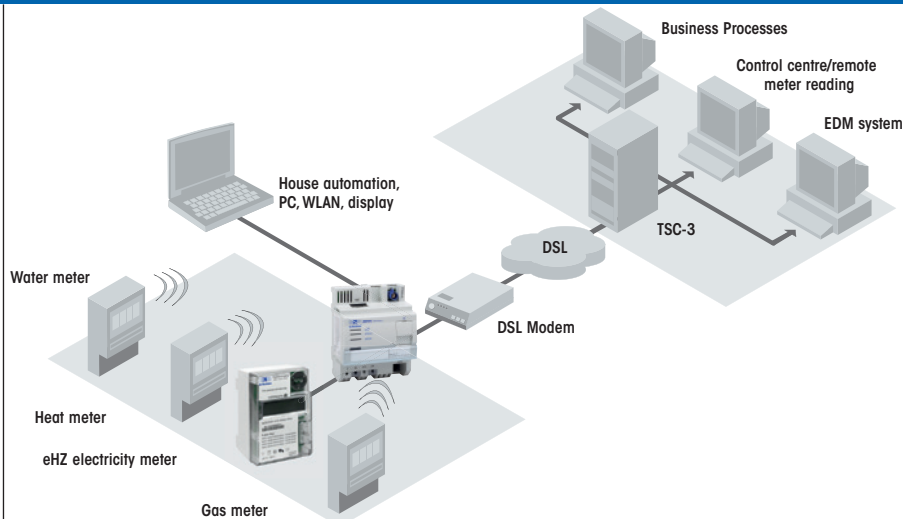 Business Processes
Control centre/remote
meter reading
EDM system
House automation,
PC, WLAN, display
TSC-3
DSL
DSL Modem
Water meter
Heat meter
eHZ electricity meter
Gas meter